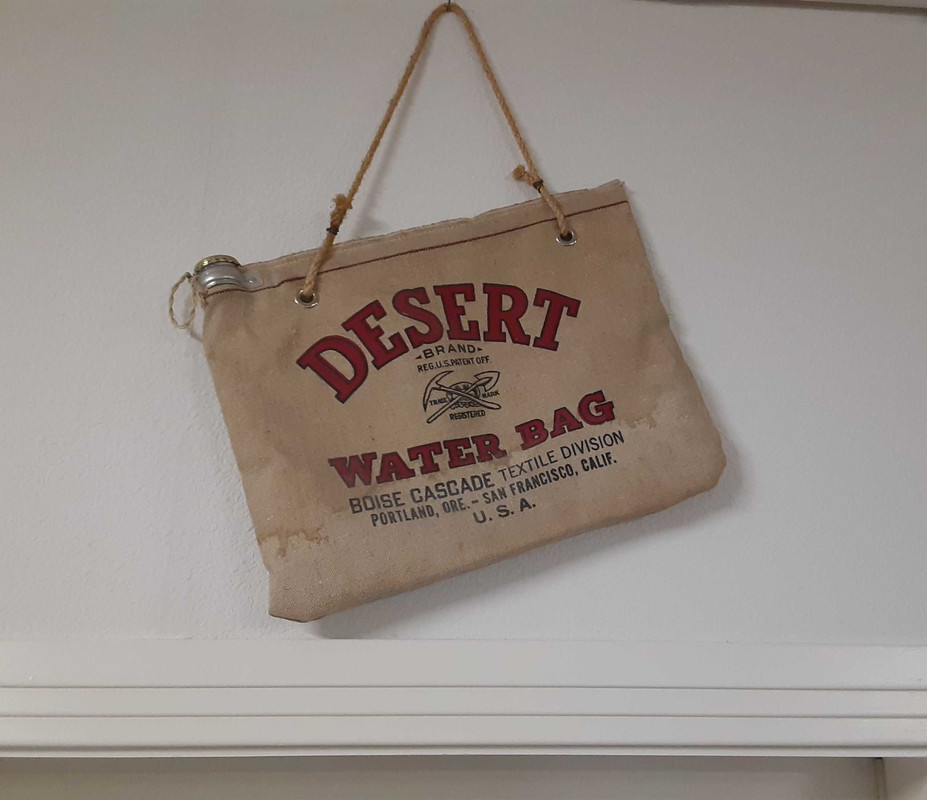 DESERT
BRAND
REG.U.S.PATENT OFF.
TRADE MARK
REGISTERED
WATER BAG
BOISE CASCADE TEXTILE DIVISION
PORTLAND, ORE. - SAN FRANCISCO, CALIF.
U. S. A.